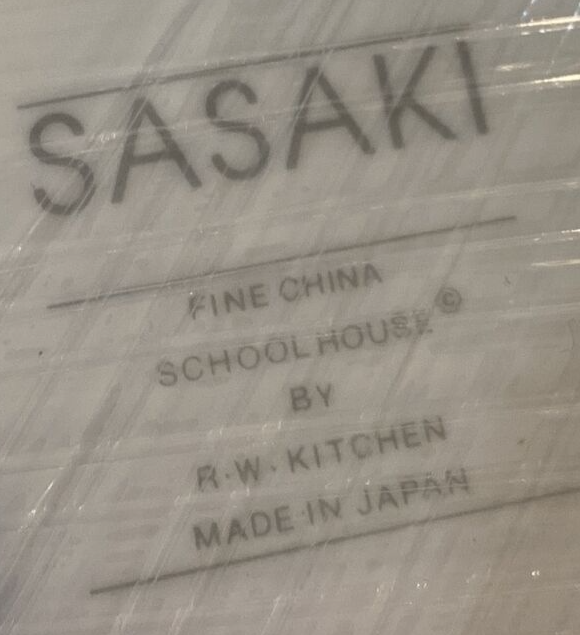 SASAKI
FINE CHINA
SCHOOL HOUSE ©
BY
R·W·KITCHEN
MADE IN JAPAN